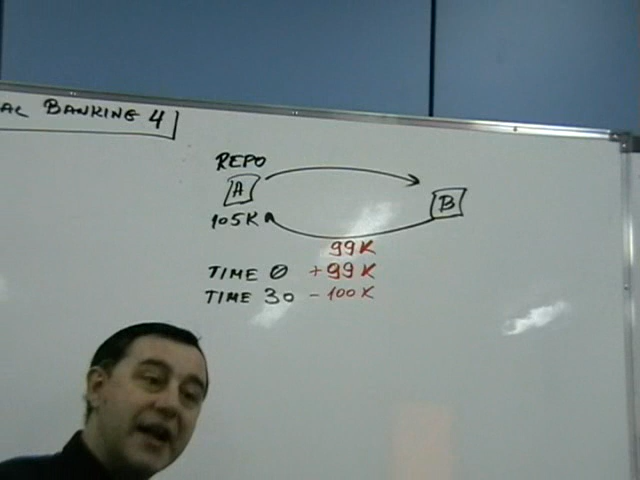 AL BANKING 4
REPO
A
B
105K
99K
TIME 0 +99K
TIME 30 -100K